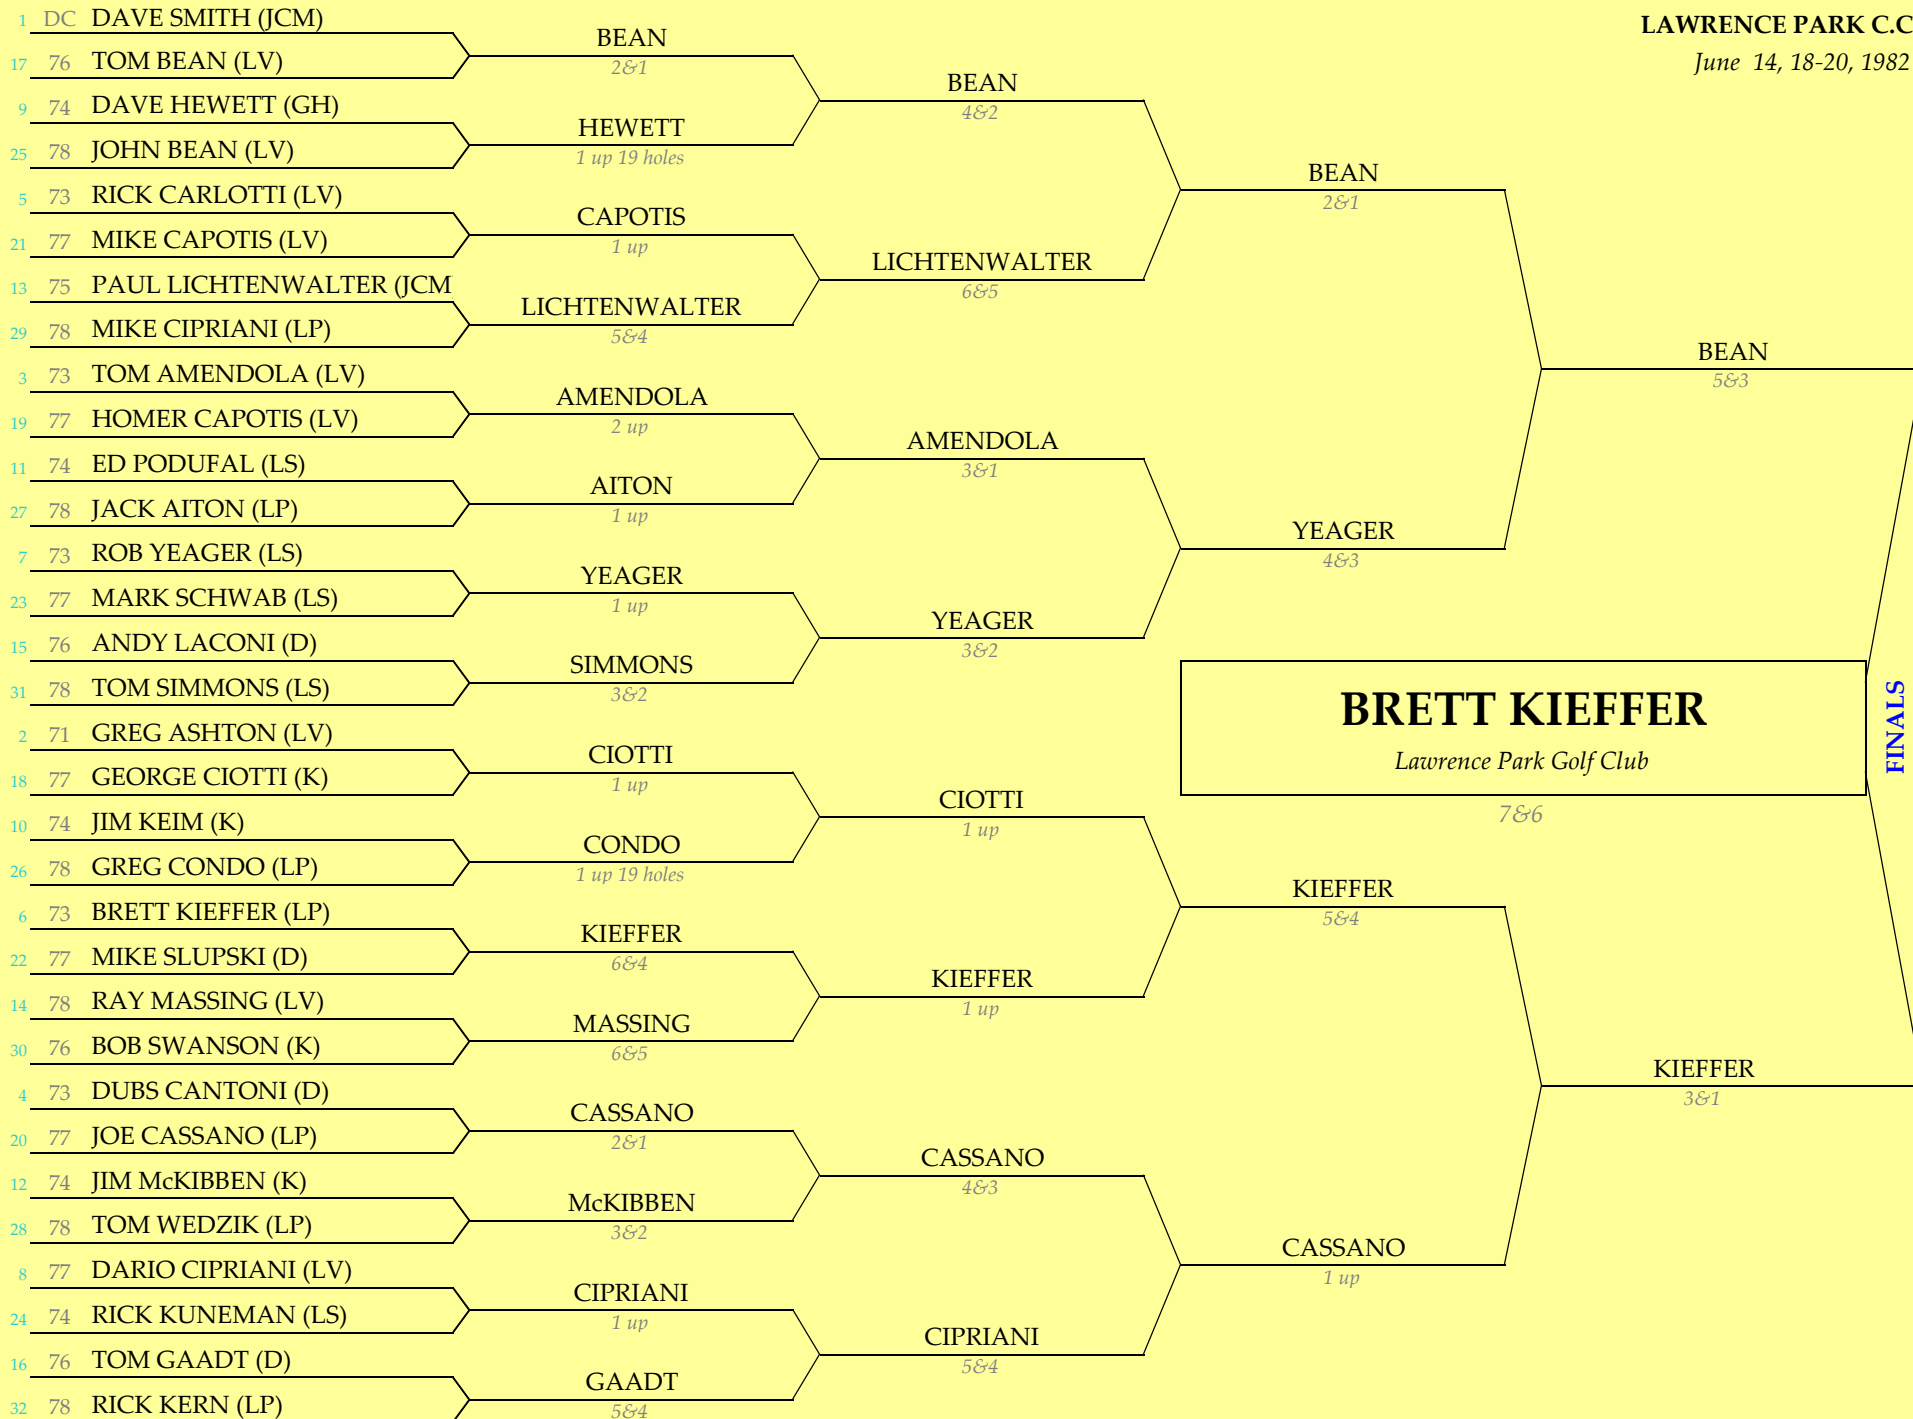 LAWRENCE PARK C.C
June 14, 18-20, 1982
1 DC DAVE SMITH (JCM)
17 76 TOM BEAN (LV)
9 74 DAVE HEWETT (GH)
25 78 JOHN BEAN (LV)
5 73 RICK CARLOTTI (LV)
21 77 MIKE CAPOTIS (LV)
13 75 PAUL LICHTENWALTER (JCM
29 78 MIKE CIPRIANI (LP)
3 73 TOM AMENDOLA (LV)
19 77 HOMER CAPOTIS (LV)
11 74 ED PODUFAL (LS)
27 78 JACK AITON (LP)
7 73 ROB YEAGER (LS)
23 77 MARK SCHWAB (LS)
15 76 ANDY LACONI (D)
31 78 TOM SIMMONS (LS)
2 71 GREG ASHTON (LV)
18 77 GEORGE CIOTTI (K)
10 74 JIM KEIM (K)
26 78 GREG CONDO (LP)
6 73 BRETT KIEFFER (LP)
22 77 MIKE SLUPSKI (D)
14 78 RAY MASSING (LV)
30 76 BOB SWANSON (K)
4 73 DUBS CANTONI (D)
20 77 JOE CASSANO (LP)
12 74 JIM McKIBBEN (K)
28 78 TOM WEDZIK (LP)
8 77 DARIO CIPRIANI (LV)
24 74 RICK KUNEMAN (LS)
16 76 TOM GAADT (D)
32 78 RICK KERN (LP)
BEAN
2&1
HEWETT
1 up 19 holes
CAPOTIS
1 up
LICHTENWALTER
5&4
AMENDOLA
2 up
AITON
1 up
YEAGER
1 up
SIMMONS
3&2
CIOTTI
1 up
CONDO
1 up 19 holes
KIEFFER
6&4
MASSING
6&5
CASSANO
2&1
McKIBBEN
3&2
CIPRIANI
1 up
GAADT
5&4
BEAN
4&2
LICHTENWALTER
6&5
AMENDOLA
3&1
YEAGER
3&2
CIOTTI
1 up
KIEFFER
1 up
CASSANO
4&3
CIPRIANI
5&4
BEAN
2&1
YEAGER
4&3
KIEFFER
5&4
CASSANO
1 up
BEAN
5&3
KIEFFER
3&1
BRETT KIEFFER
Lawrence Park Golf Club
7&6
FINALS